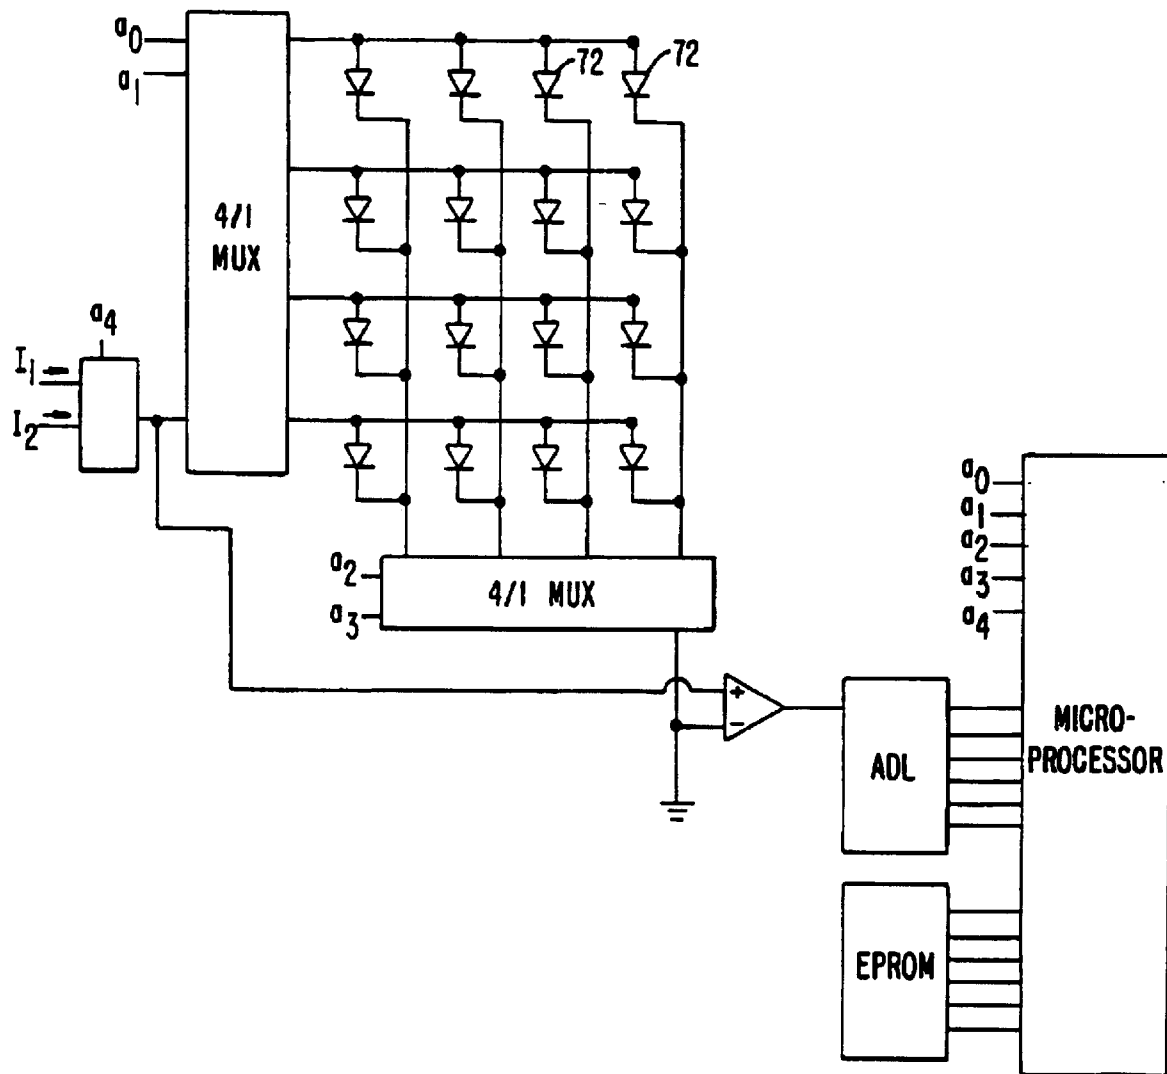 a0
a1
72
72
4/1
MUX
a4
I1
I2
a2
a3
4/1 MUX
+
−
ADL
EPROM
a0
a1
a2
a3
a4
MICRO-
PROCESSOR